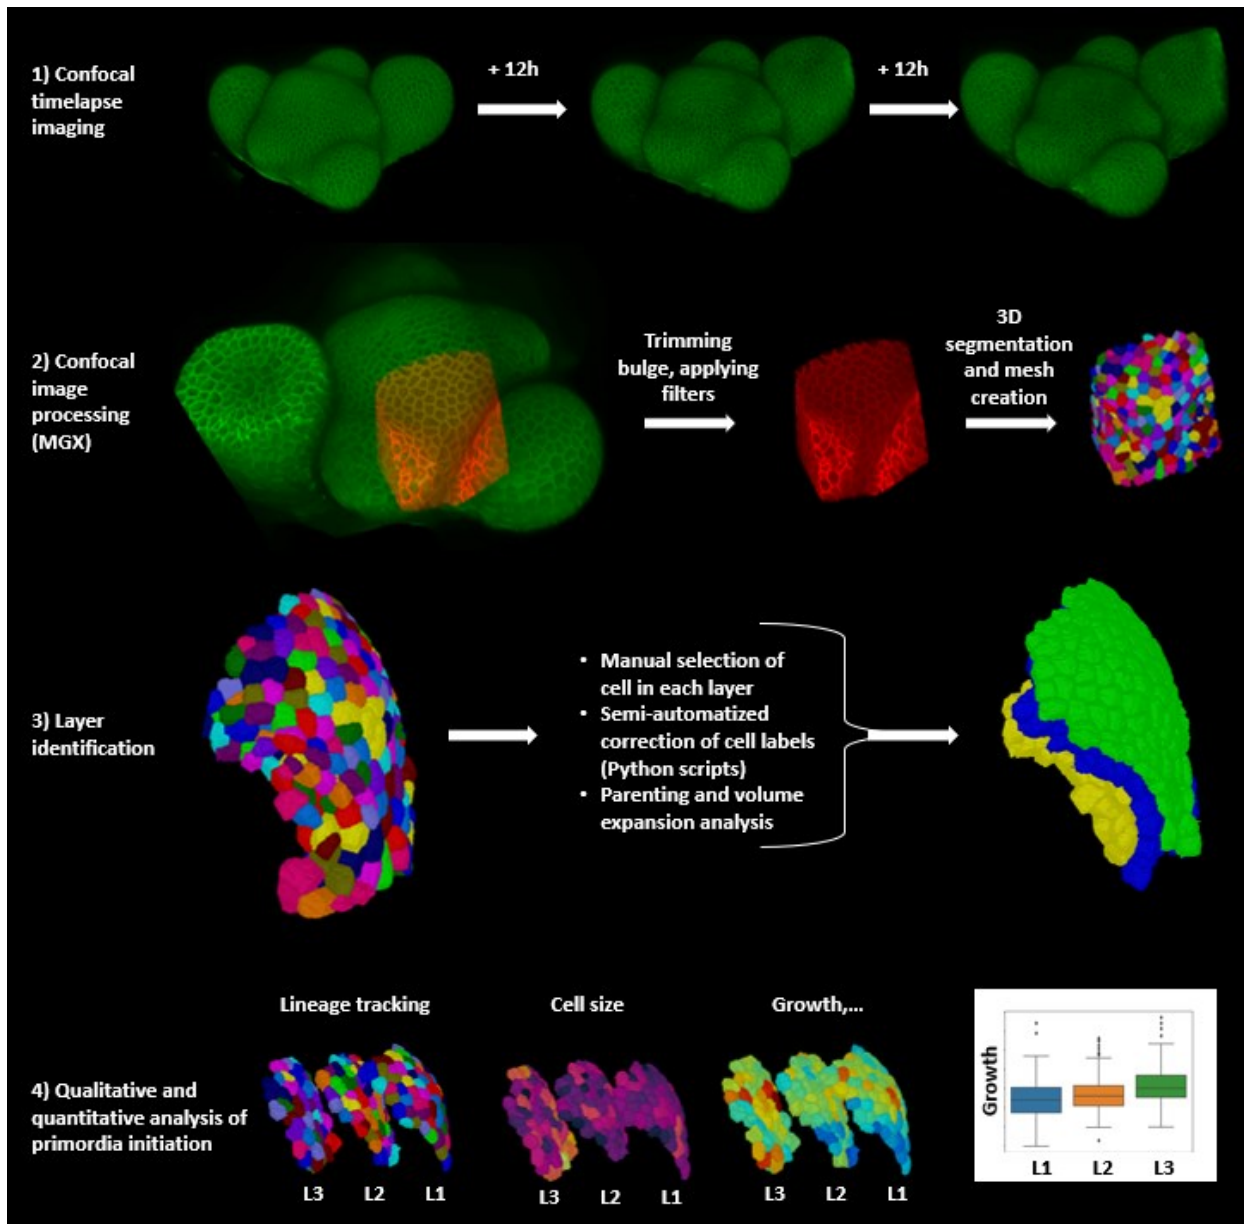 1) Confocal
timelapse
imaging
+ 12h
+ 12h
2) Confocal
image
processing
(MGX)
Trimming
bulge, applying
filters
3D
segmentation
and mesh
creation
3) Layer
identification
• Manual selection of
cell in each layer
• Semi-automatized
correction of cell labels
(Python scripts)
• Parenting and volume
expansion analysis
4) Qualitative and
quantitative analysis of
primordia initiation
Lineage tracking
L3 L2 L1
Cell size
L3 L2 L1
Growth,...
L3 L2 L1
Growth
L1 L2 L3